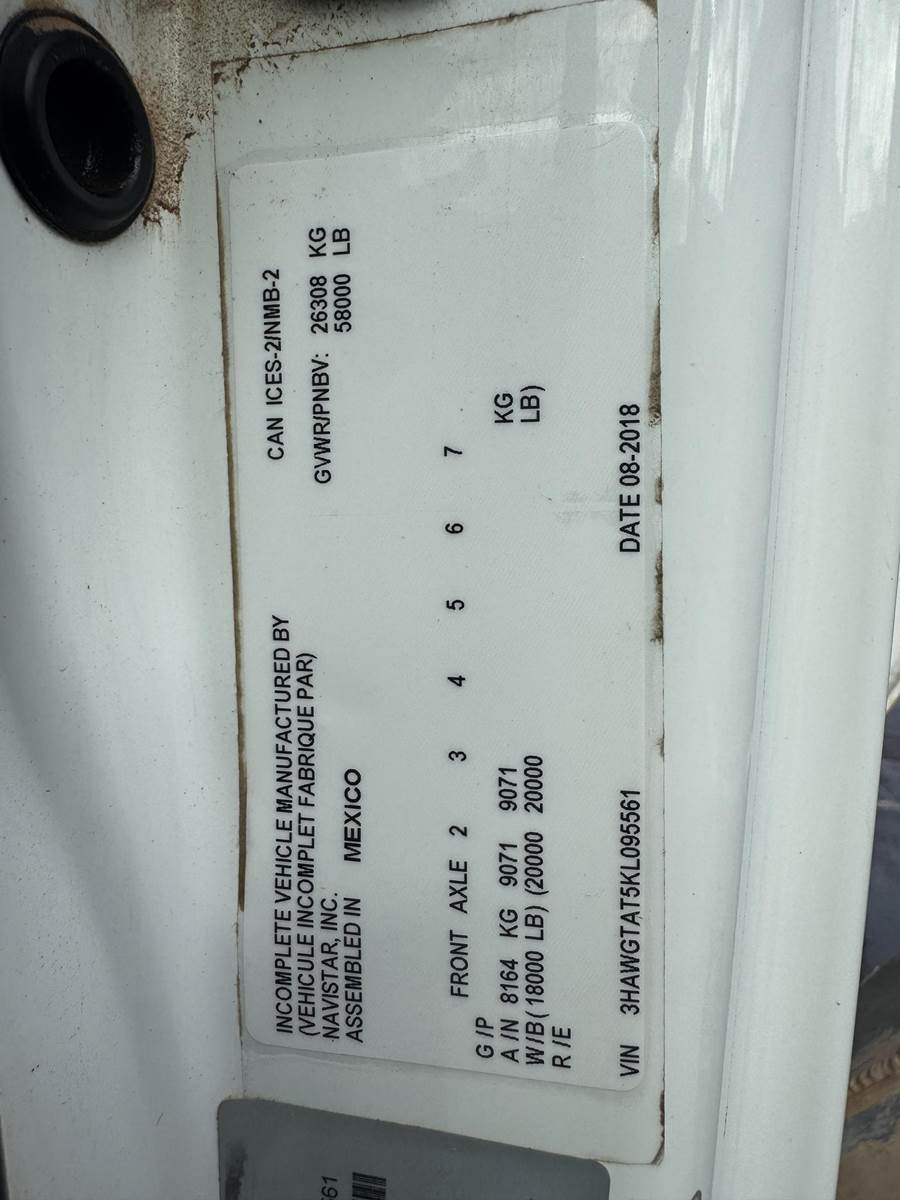 INCOMPLETE VEHICLE MANUFACTURED BY
(VEHICULE INCOMPLET FABRIQUE PAR)
NAVISTAR, INC.
ASSEMBLED IN MEXICO
CAN ICES-2/NMB-2
GVWR/PNBV: 26308 KG
58000 LB
FRONT AXLE 2 3 4 5 6 7
G /P
A /N 8164 KG 9071 9071 KG
W/B( 18000 LB) (20000 20000 LB)
R /E
VIN 3HAWGTAT5KL095561 DATE 08-2018
61